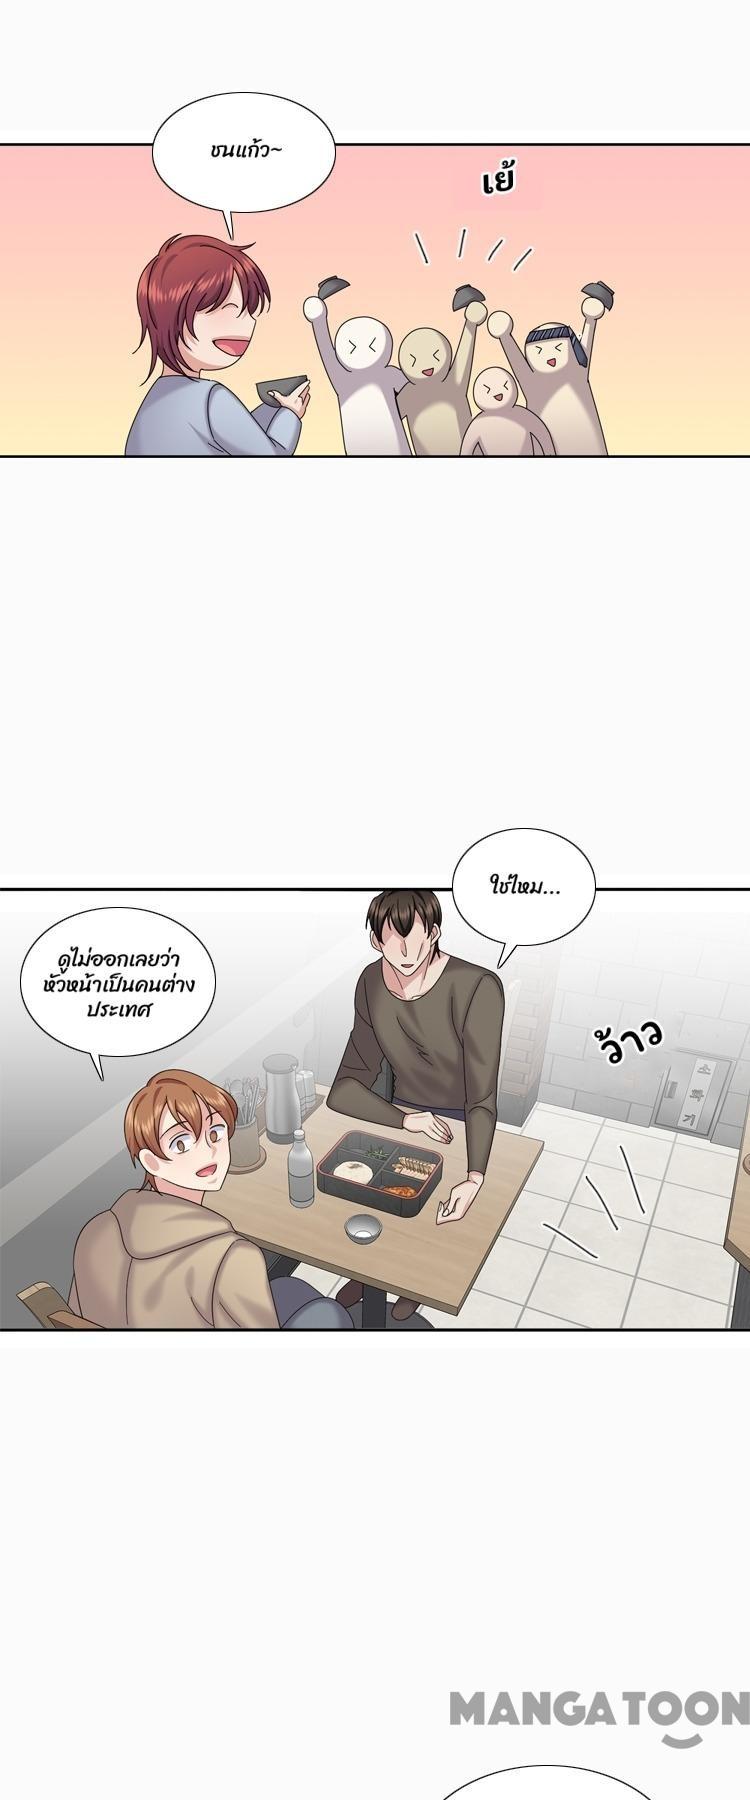 ชนแก้ว~
เย้
ใช่ไหม...
ดูไม่ออกเลยว่า
หัวหน้าเป็นคนต่าง
ประเทศ
ว้าว
소
화
기
MANGATOON